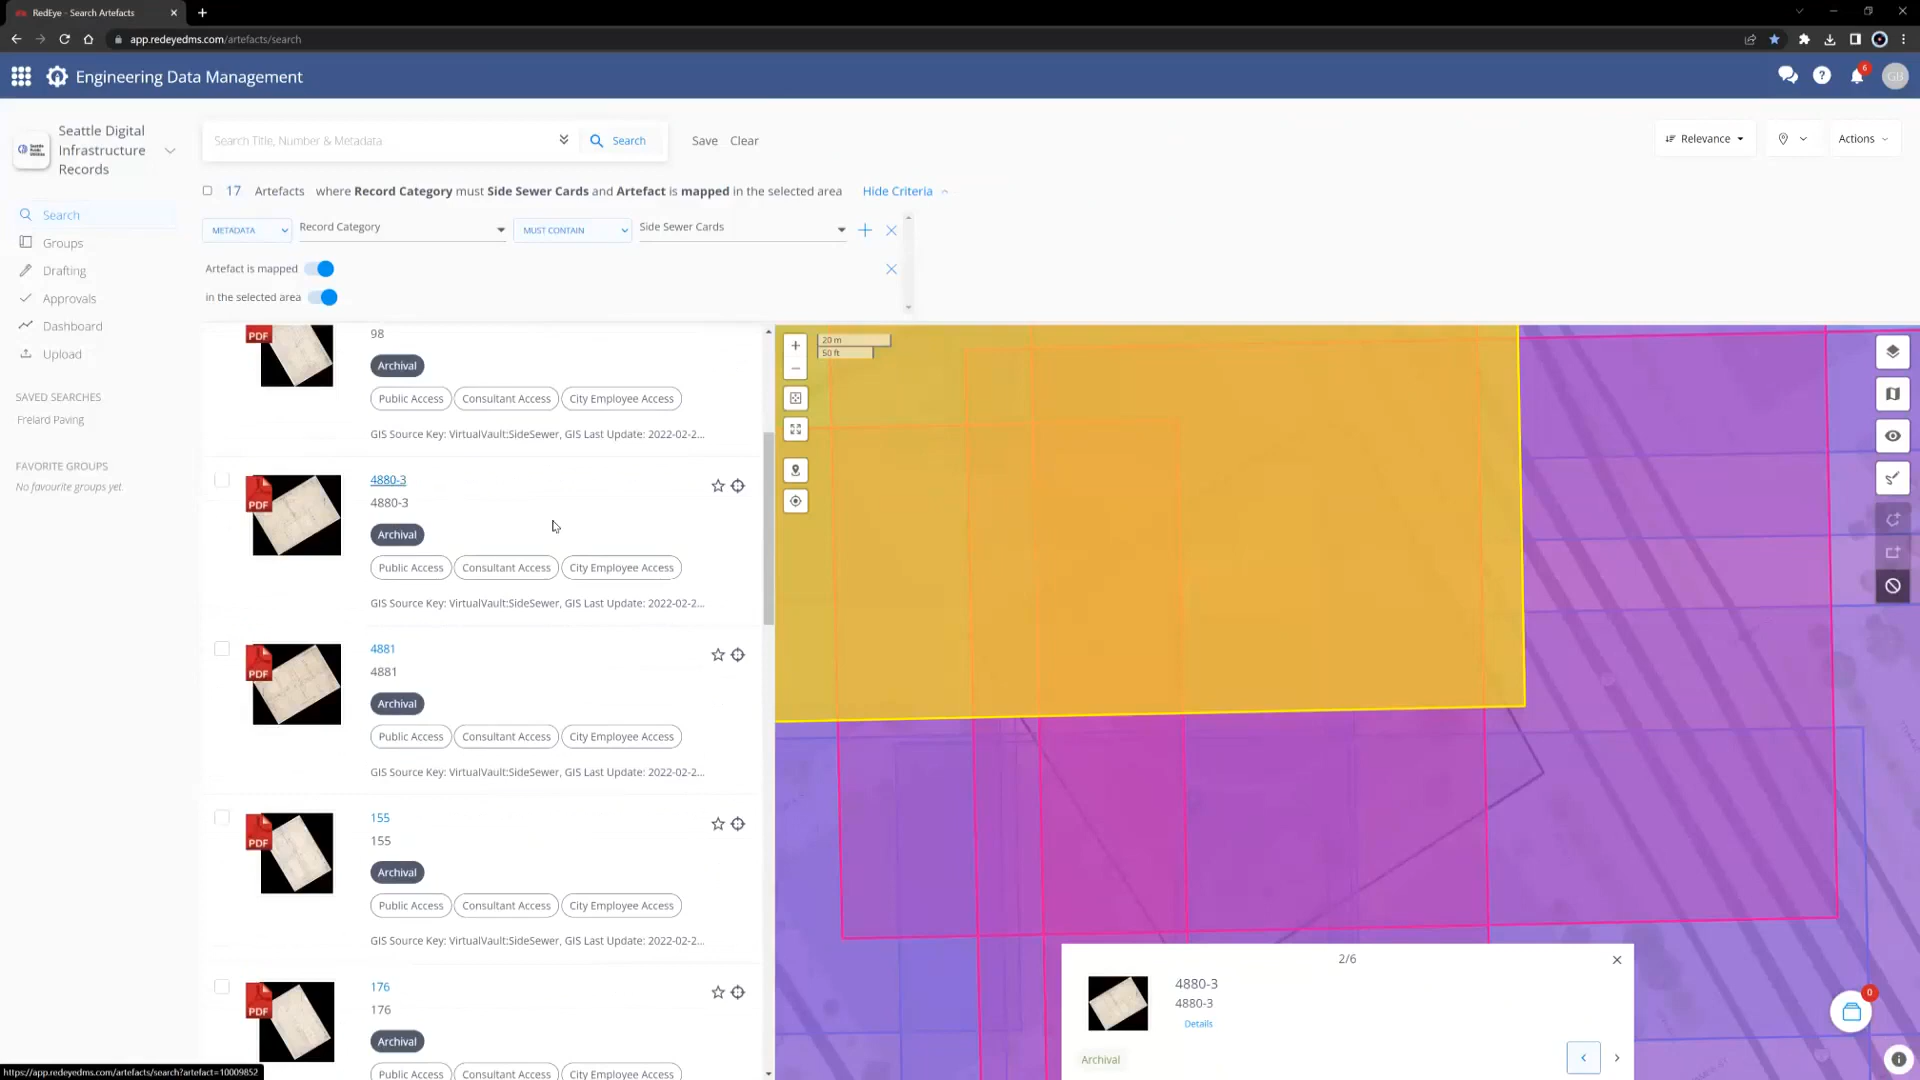 RedEye - Search Artefacts
app.redeyedms.com/artefacts/search
Engineering Data Management
6
GB
Seattle Digital
Infrastructure
Records
Search Title, Number & Metadata
Search
Save
Clear
Relevance
Actions
17 Artefacts where Record Category must Side Sewer Cards and Artefact is mapped in the selected area
Hide Criteria
METADATA
Record Category
MUST CONTAIN
Side Sewer Cards
Artefact is mapped
in the selected area
Search
Groups
Drafting
Approvals
Dashboard
Upload
SAVED SEARCHES
Frelard Paving
FAVORITE GROUPS
No favourite groups yet.
PDF
98
Archival
Public Access
Consultant Access
City Employee Access
GIS Source Key: VirtualVault:SideSewer, GIS Last Update: 2022-02-2...
PDF
4880-3
4880-3
Archival
Public Access
Consultant Access
City Employee Access
GIS Source Key: VirtualVault:SideSewer, GIS Last Update: 2022-02-2...
PDF
4881
4881
Archival
Public Access
Consultant Access
City Employee Access
GIS Source Key: VirtualVault:SideSewer, GIS Last Update: 2022-02-2...
PDF
155
155
Archival
Public Access
Consultant Access
City Employee Access
GIS Source Key: VirtualVault:SideSewer, GIS Last Update: 2022-02-2...
PDF
176
176
Archival
Public Access
Consultant Access
City Employee Access
20 m
50 ft
2/6
4880-3
4880-3
Details
Archival
0
https://app.redeyedms.com/artefacts/search?artefact=10009852